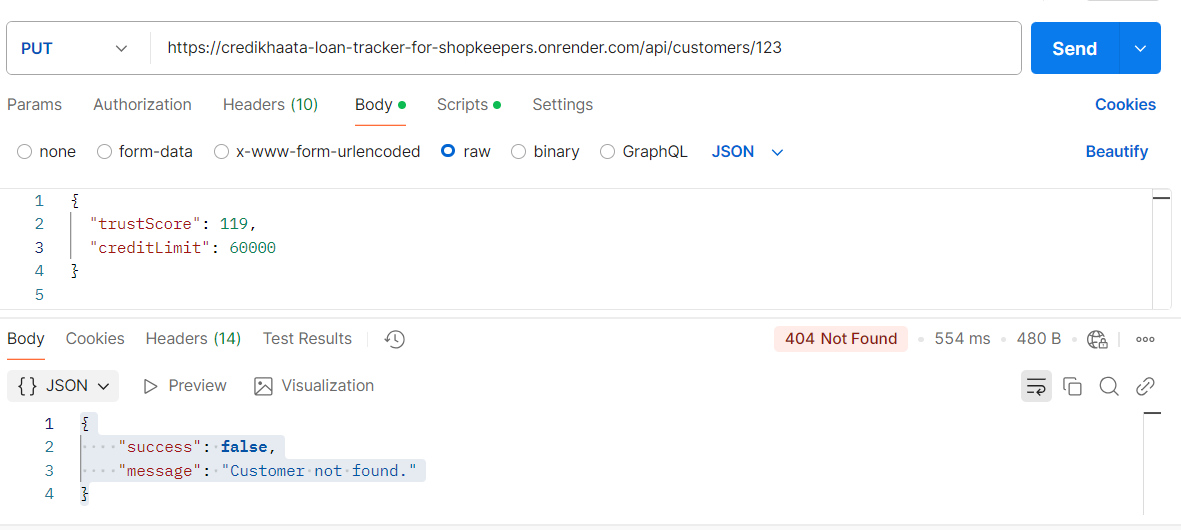 PUT https://credikhaata-loan-tracker-for-shopkeepers.onrender.com/api/customers/123 Send
Params Authorization Headers (10) Body Scripts Settings Cookies
none form-data x-www-form-urlencoded raw binary GraphQL JSON Beautify
1 {
2 "trustScore": 119,
3 "creditLimit": 60000
4 }
5
Body Cookies Headers (14) Test Results 404 Not Found 554 ms 480 B
{} JSON Preview Visualization
1 {
2 "success": false,
3 "message": "Customer not found."
4 }